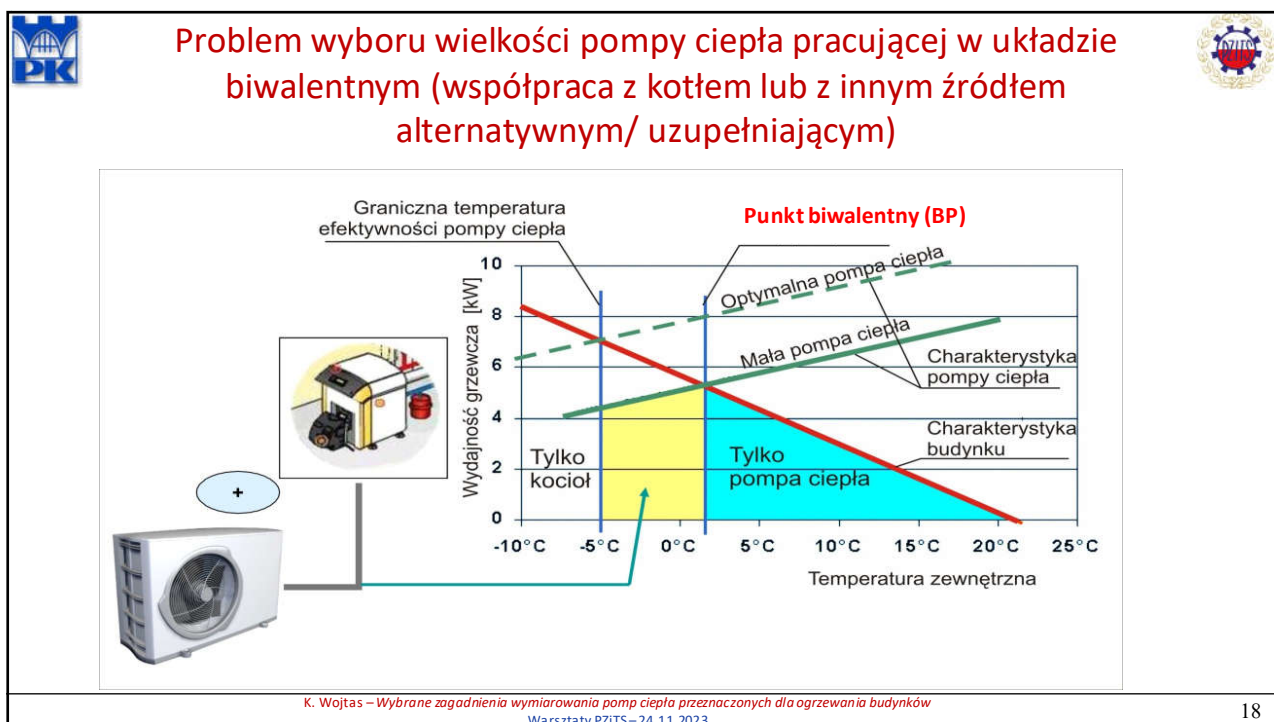 PK
PZiTS
Problem wyboru wielkości pompy ciepła pracującej w układzie
biwalentnym (współpraca z kotłem lub z innym źródłem
alternatywnym/ uzupełniającym)
Graniczna temperatura
efektywności pompy ciepła
Punkt biwalentny (BP)
Wydajność grzewcza [kW]
10
8
6
4
2
0
Optymalna pompa ciepła
Mała pompa ciepła
Charakterystyka
pompy ciepła
Charakterystyka
budynku
Tylko
kocioł
Tylko
pompa ciepła
+
-10°C -5°C 0°C 5°C 10°C 15°C 20°C 25°C
Temperatura zewnętrzna
K. Wojtas – Wybrane zagadnienia wymiarowania pomp ciepła przeznaczonych dla ogrzewania budynków
Warsztaty PZiTS – 24.11.2023
18